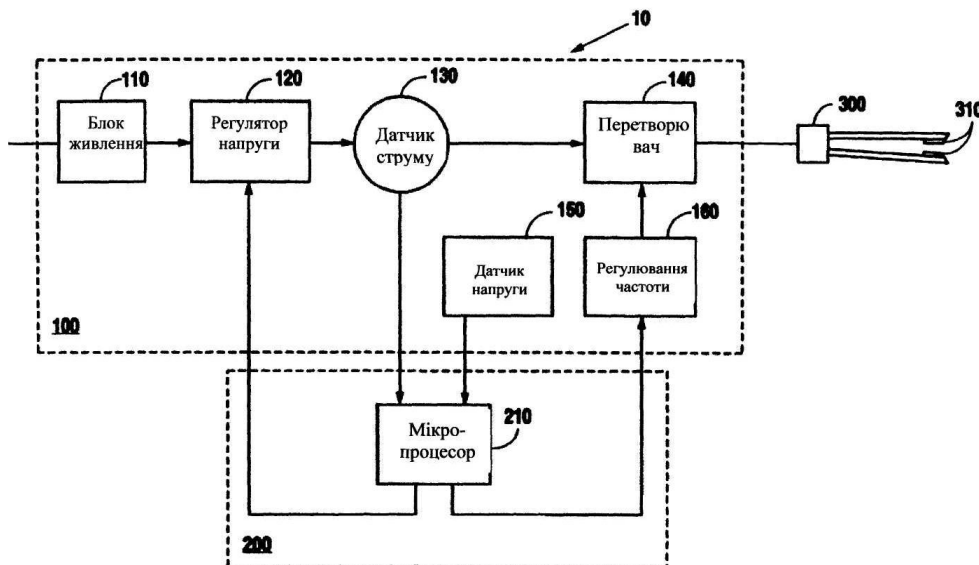 10
110
120
130
140
300
310
Блок
живлення
Регулятор
напруги
Датчик
струму
Перетворю
вач
150
160
Датчик
напруги
Регулювання
частоти
100
210
Мікро-
процесор
200